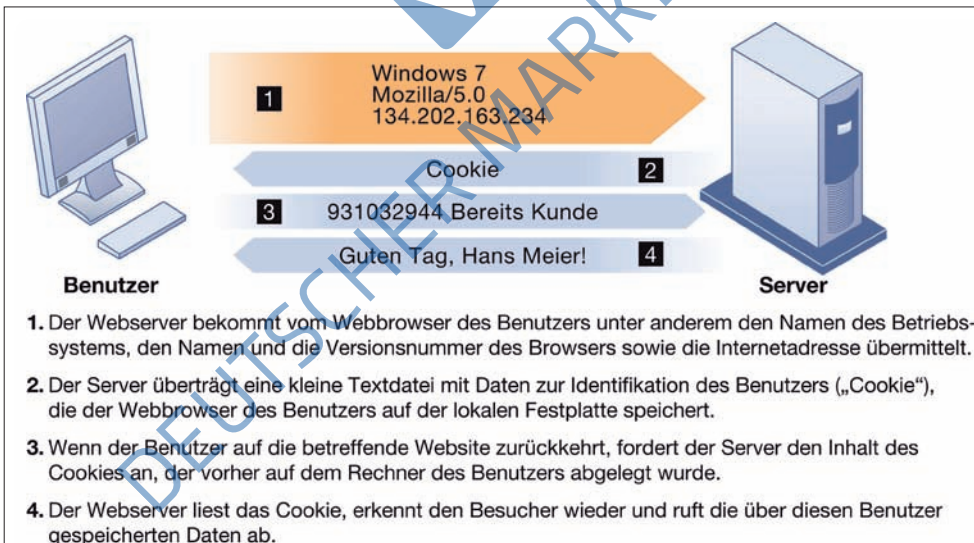 1
Windows 7
Mozilla/5.0
134.202.163.234
Cookie
2
3
931032944 Bereits Kunde
Guten Tag, Hans Meier!
4
Benutzer
Server
1. Der Webserver bekommt vom Webbrowser des Benutzers unter anderem den Namen des Betriebs-
systems, den Namen und die Versionsnummer des Browsers sowie die Internetadresse übermittelt.
2. Der Server überträgt eine kleine Textdatei mit Daten zur Identifikation des Benutzers („Cookie“),
die der Webbrowser des Benutzers auf der lokalen Festplatte speichert.
3. Wenn der Benutzer auf die betreffende Website zurückkehrt, fordert der Server den Inhalt des
Cookies an, der vorher auf dem Rechner des Benutzers abgelegt wurde.
4. Der Webserver liest das Cookie, erkennt den Besucher wieder und ruft die über diesen Benutzer
gespeicherten Daten ab.
DEUTSCHER